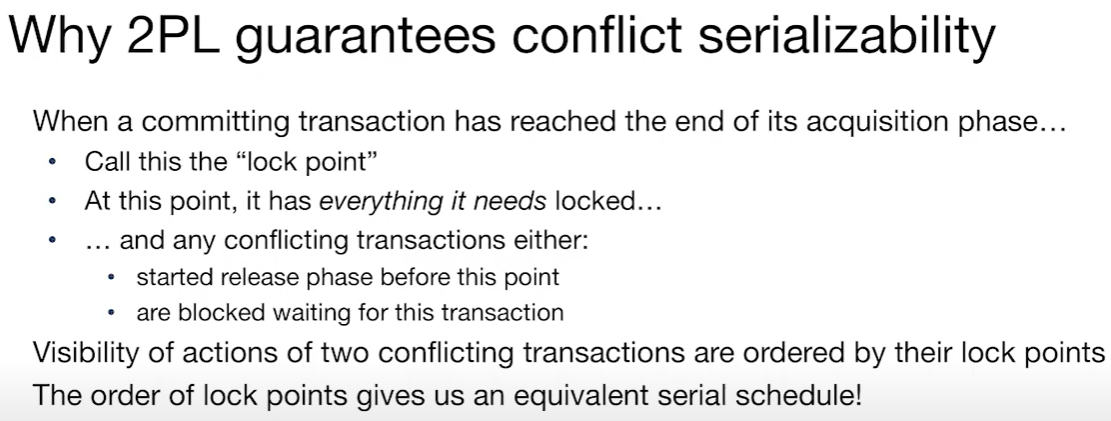 Why 2PL guarantees conflict serializability
When a committing transaction has reached the end of its acquisition phase…
• Call this the “lock point”
• At this point, it has everything it needs locked…
• … and any conflicting transactions either:
• started release phase before this point
• are blocked waiting for this transaction
Visibility of actions of two conflicting transactions are ordered by their lock points
The order of lock points gives us an equivalent serial schedule!